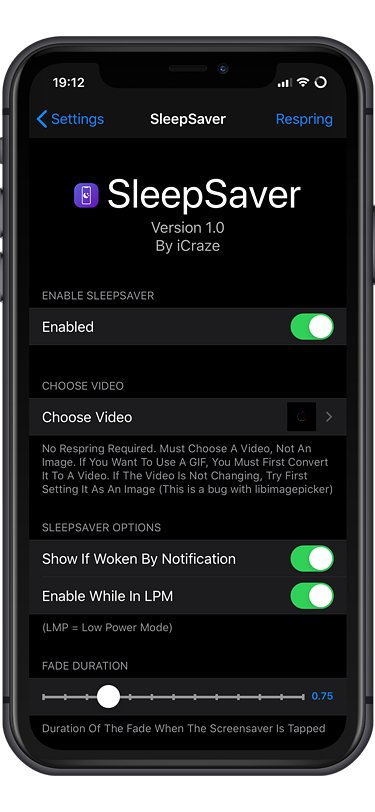 19:12
Settings
SleepSaver
Respring
SleepSaver
Version 1.0
By iCraze
ENABLE SLEEPSAVER
Enabled
CHOOSE VIDEO
Choose Video
No Respring Required. Must Choose A Video, Not An
Image. If You Want To Use A GIF, You Must First Convert
It To A Video. If The Video Is Not Changing, Try First
Setting It As An Image (This is a bug with libimagepicker)
SLEEPSAVER OPTIONS
Show If Woken By Notification
Enable While In LPM
(LMP = Low Power Mode)
FADE DURATION
0.75
Duration Of The Fade When The Screensaver Is Tapped